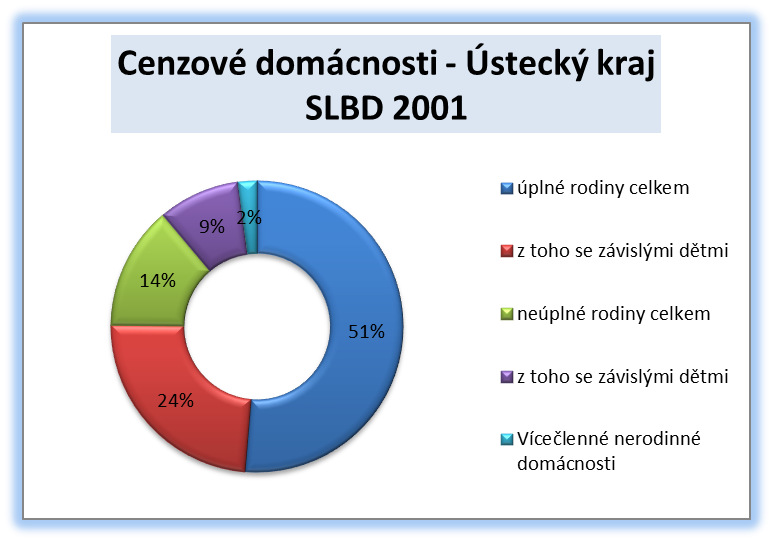 Cenzové domácnosti - Ústecký kraj
SLBD 2001
2%
9%
14%
51%
24%
úplné rodiny celkem
z toho se závislými dětmi
neúplné rodiny celkem
z toho se závislými dětmi
Vícečlenné nerodinné
domácnosti